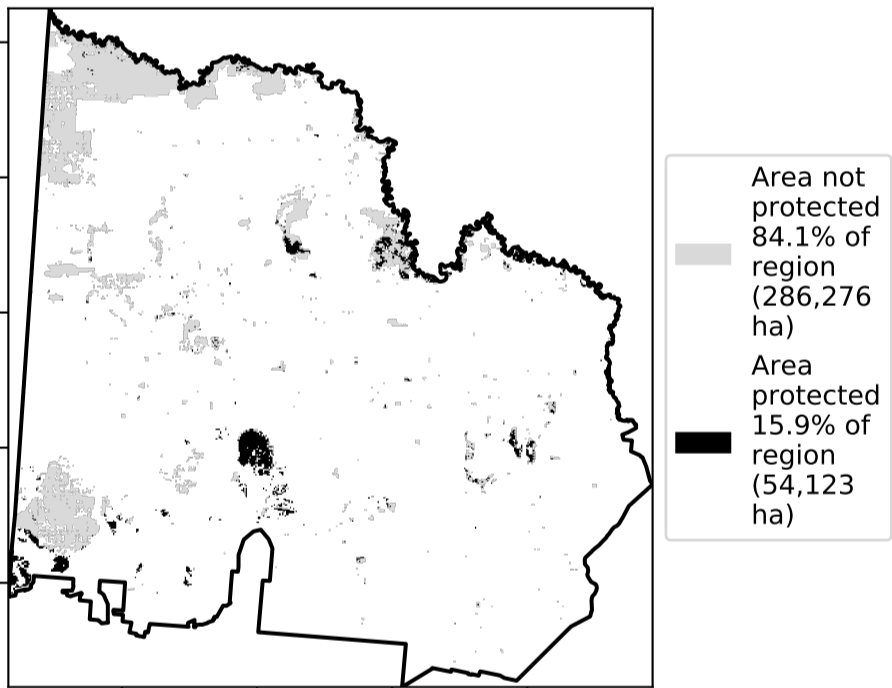 Area not
protected
84.1% of
region
(286,276
ha)
Area
protected
15.9% of
region
(54,123
ha)